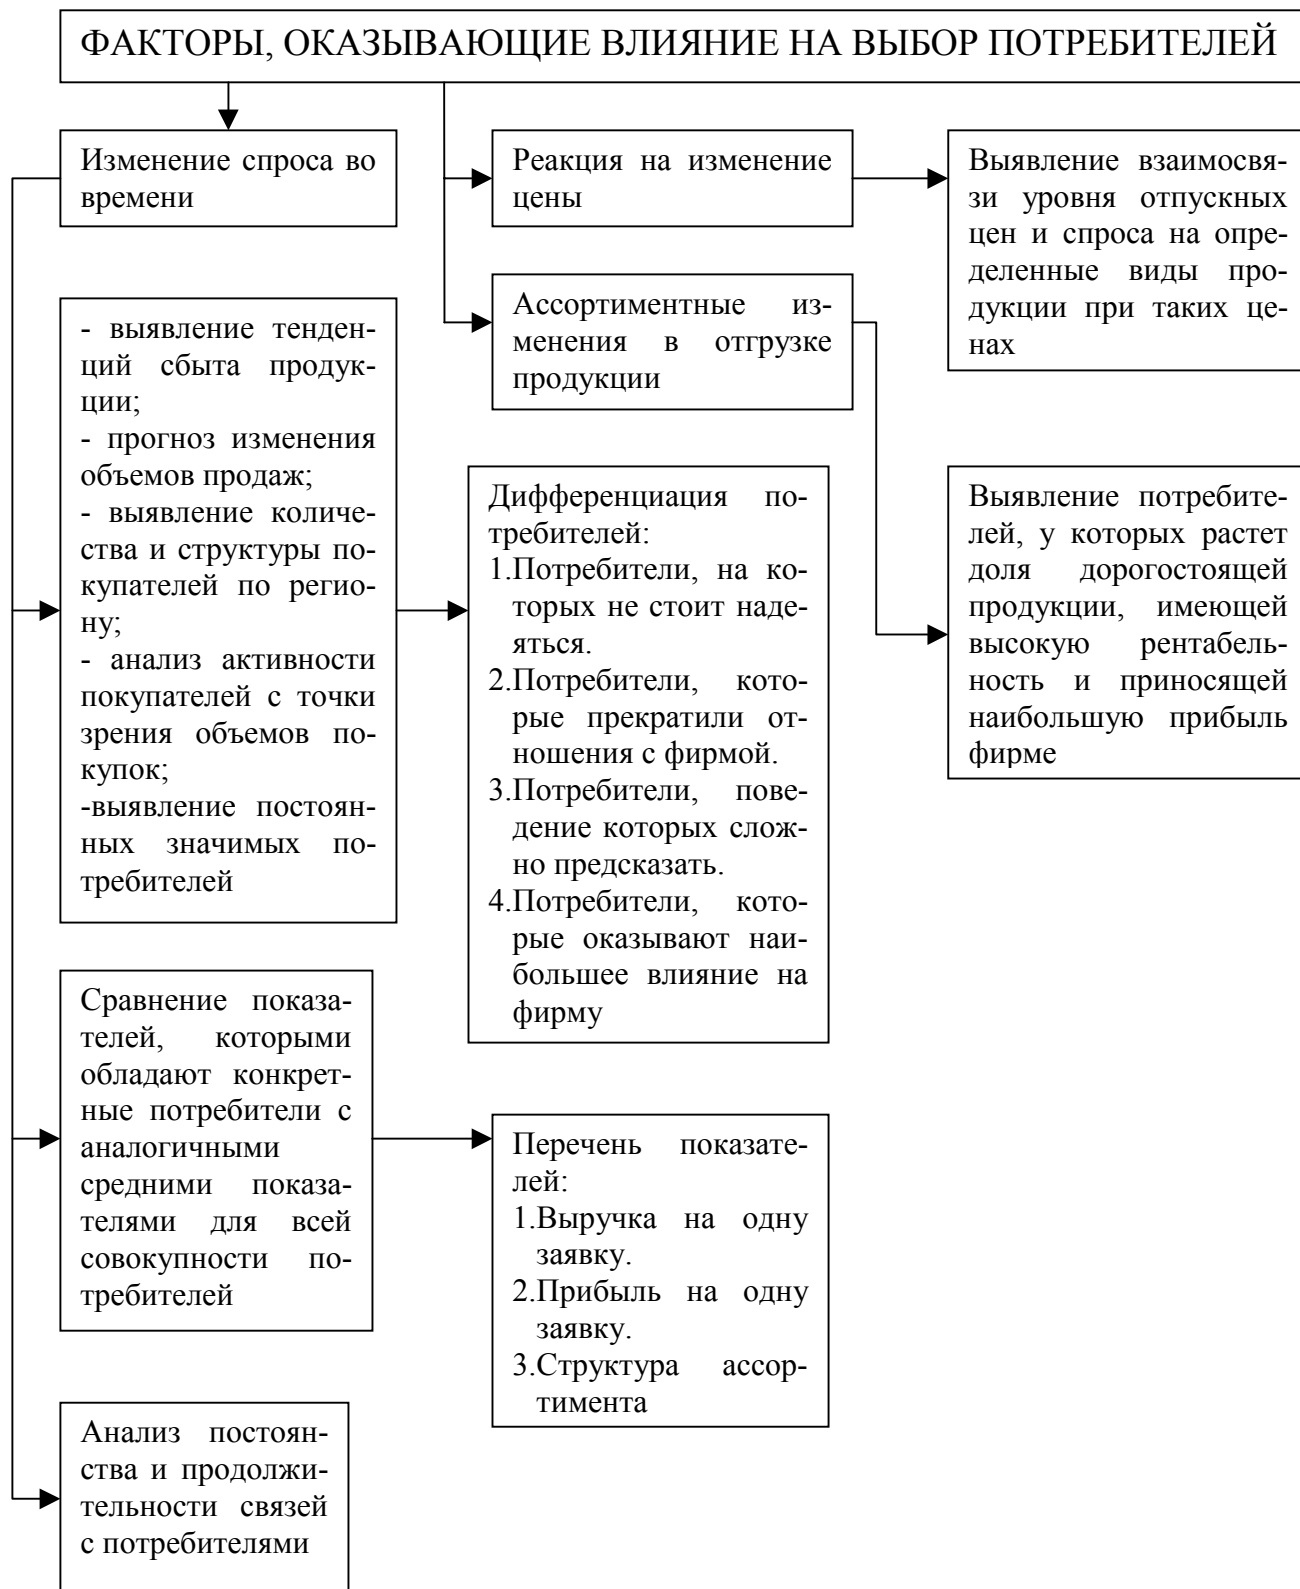 ФАКТОРЫ, ОКАЗЫВАЮЩИЕ ВЛИЯНИЕ НА ВЫБОР ПОТРЕБИТЕЛЕЙ
Изменение спроса во
времени
Реакция на изменение
цены
Выявление взаимосвя-
зи уровня отпускных
цен и спроса на опре-
деленные виды про-
дукции при таких це-
нах
Ассортиментные из-
менения в отгрузке
продукции
- выявление тенден-
ций сбыта продук-
ции;
- прогноз изменения
объемов продаж;
- выявление количе-
ства и структуры по-
купателей по регио-
ну;
- анализ активности
покупателей с точки
зрения объемов по-
купок;
-выявление постоян-
ных значимых по-
требителей
Дифференциация по-
требителей:
1.Потребители, на ко-
торых не стоит наде-
яться.
2.Потребители, кото-
рые прекратили от-
ношения с фирмой.
3.Потребители, пове-
дение которых слож-
но предсказать.
4.Потребители, кото-
рые оказывают наи-
большее влияние на
фирму
Выявление потребите-
лей, у которых растет
доля дорогостоящей
продукции, имеющей
высокую рентабель-
ность и приносящей
наибольшую прибыль
фирме
Сравнение показа-
телей, которыми
обладают конкрет-
ные потребители с
аналогичными
средними показа-
телями для всей
совокупности по-
требителей
Перечень показате-
лей:
1.Выручка на одну
заявку.
2.Прибыль на одну
заявку.
3.Структура ассор-
тимента
Анализ постоян-
ства и продолжи-
тельности связей
с потребителями